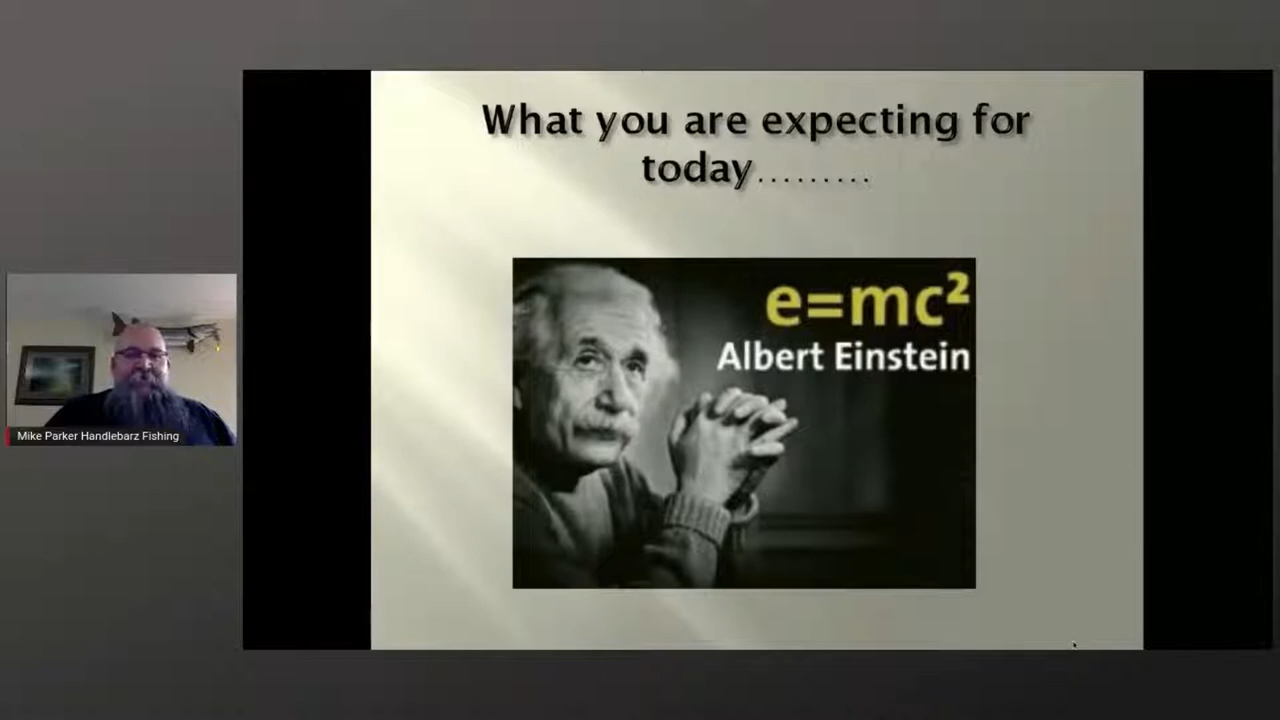 What you are expecting for
today.........
e=mc²
Albert Einstein
Mike Parker Handlebarz Fishing